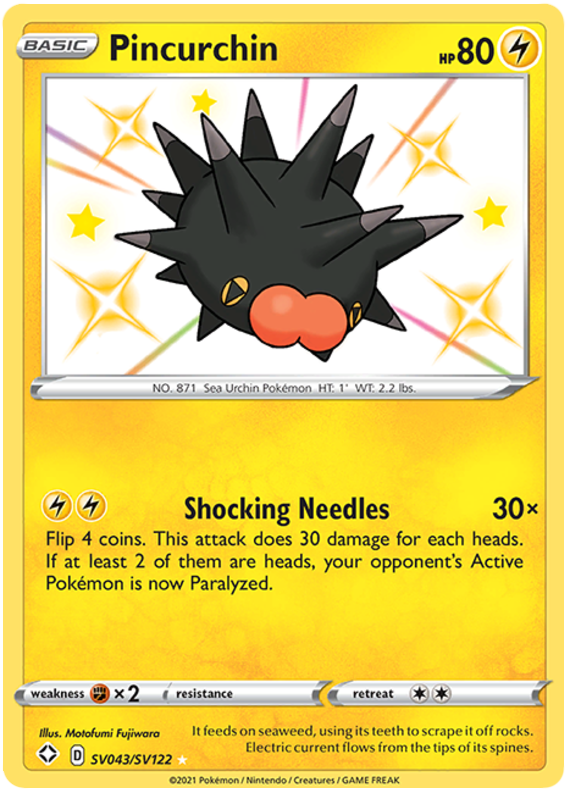 BASIC Pincurchin HP 80
NO. 871 Sea Urchin Pokémon HT: 1' WT: 2.2 lbs.
Shocking Needles 30×
Flip 4 coins. This attack does 30 damage for each heads.
If at least 2 of them are heads, your opponent's Active
Pokémon is now Paralyzed.
weakness ×2 resistance retreat
Illus. Motofumi Fujiwara
It feeds on seaweed, using its teeth to scrape it off rocks.
Electric current flows from the tips of its spines.
D SV043/SV122
©2021 Pokémon / Nintendo / Creatures / GAME FREAK